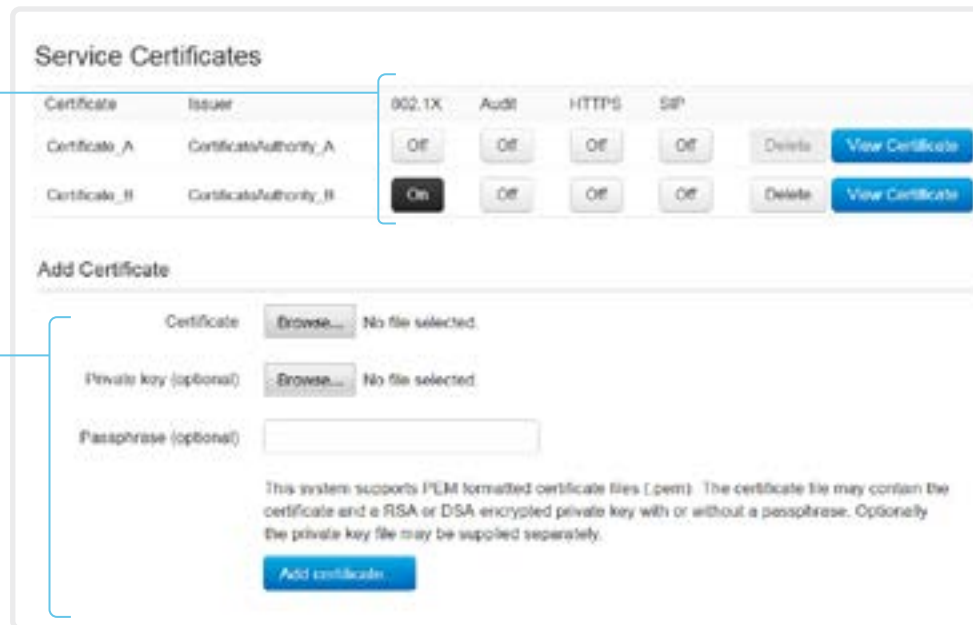 Service Certificates
Certificate Issuer 802.1X Audit HTTPS SIP
Certificate_A CertificateAuthority_A Off Off Off Off Delete View Certificate
Certificate_B CertificateAuthority_B On Off Off Off Delete View Certificate
Add Certificate
Certificate Browse... No file selected.
Private key (optional) Browse... No file selected.
Passphrase (optional)
This system supports PEM formatted certificate files (.pem). The certificate file may contain the
certificate and a RSA or DSA encrypted private key with or without a passphrase. Optionally
the private key file may be supplied separately.
Add certificate...